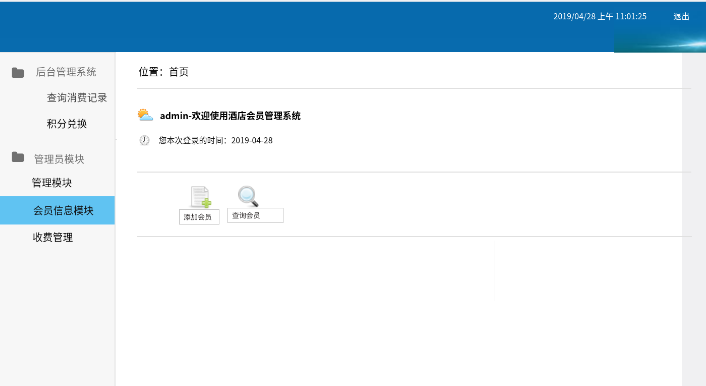 2019/04/28 上午 11:01:25 退出
后台管理系统
查询消费记录
积分兑换
管理员模块
管理模块
会员信息模块
收费管理
位置：首页
admin-欢迎使用酒店会员管理系统
您本次登录的时间：2019-04-28
添加会员
查询会员